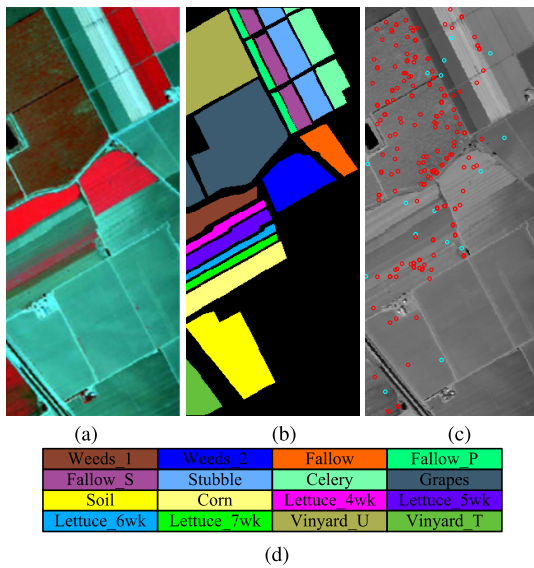 (a) (b) (c)
Weeds_1 Weeds_2 Fallow Fallow_P
Fallow_S Stubble Celery Grapes
Soil Corn Lettuce_4wk Lettuce_5wk
Lettuce_6wk Lettuce_7wk Vinyard_U Vinyard_T
(d)